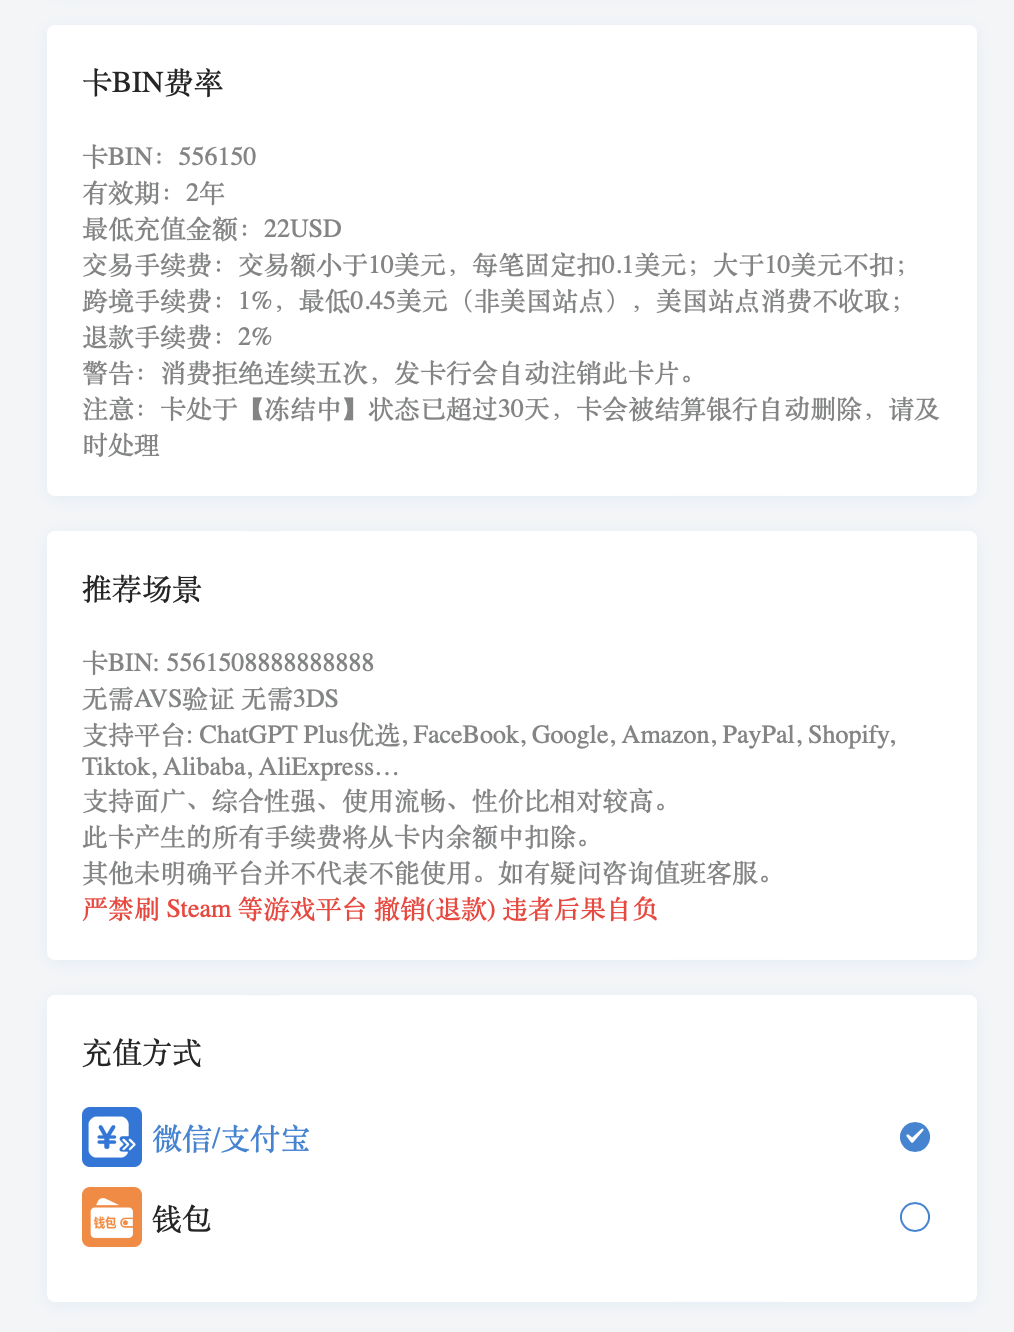 卡BIN费率
卡BIN：556150
有效期：2年
最低充值金额：22USD
交易手续费：交易额小于10美元，每笔固定扣0.1美元；大于10美元不扣；
跨境手续费：1%，最低0.45美元（非美国站点），美国站点消费不收取；
退款手续费：2%
警告：消费拒绝连续五次，发卡行会自动注销此卡片。
注意：卡处于【冻结中】状态已超过30天，卡会被结算银行自动删除，请及
时处理
推荐场景
卡BIN: 5561508888888888
无需AVS验证 无需3DS
支持平台: ChatGPT Plus优选, FaceBook, Google, Amazon, PayPal, Shopify,
Tiktok, Alibaba, AliExpress…
支持面广、综合性强、使用流畅、性价比相对较高。
此卡产生的所有手续费将从卡内余额中扣除。
其他未明确平台并不代表不能使用。如有疑问咨询值班客服。
严禁刷 Steam 等游戏平台 撤销(退款) 违者后果自负
充值方式
¥ 微信/支付宝
钱包 钱包